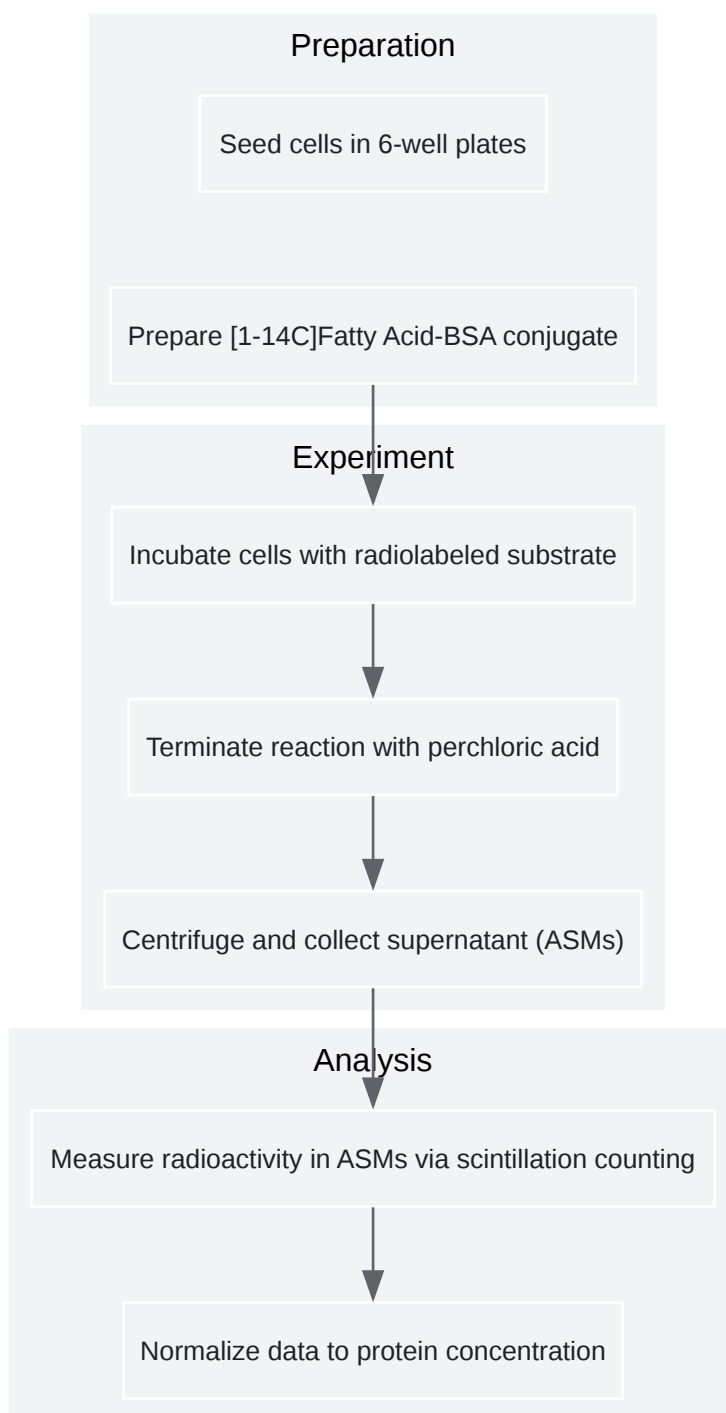 Preparation
Seed cells in 6-well plates
Prepare [1-14C]Fatty Acid-BSA conjugate
Experiment
Incubate cells with radiolabeled substrate
Terminate reaction with perchloric acid
Centrifuge and collect supernatant (ASMs)
Analysis
Measure radioactivity in ASMs via scintillation counting
Normalize data to protein concentration